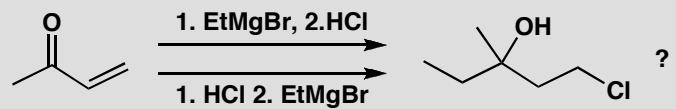 O
1. EtMgBr, 2.HCl
OH
Cl
?
1. HCl 2. EtMgBr